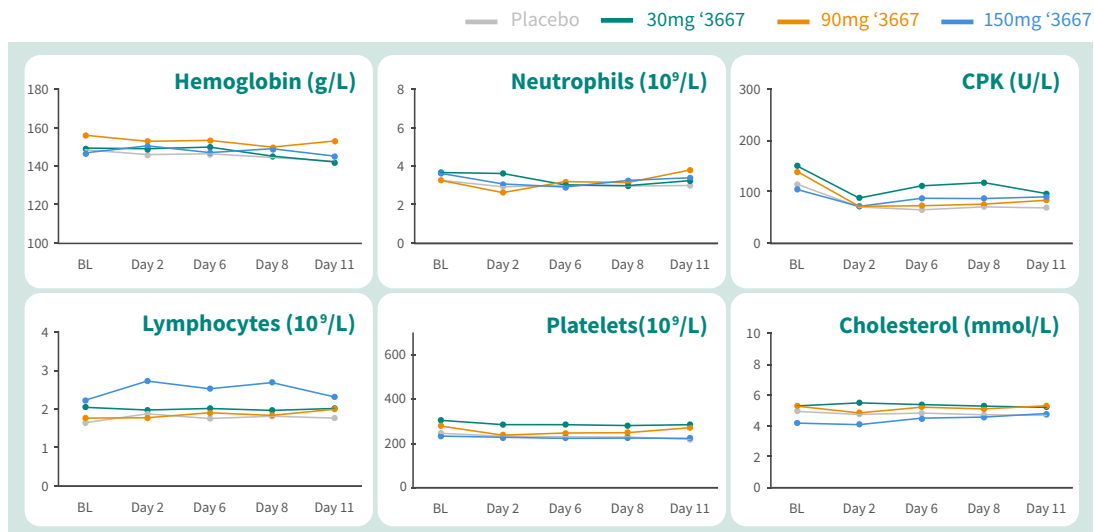 Placebo 30mg ‘3667 90mg ‘3667 150mg ‘3667
Hemoglobin (g/L)
180
160
140
120
100
BL Day 2 Day 6 Day 8 Day 11
Neutrophils (10⁹/L)
8
6
4
2
0
BL Day 2 Day 6 Day 8 Day 11
CPK (U/L)
300
200
100
0
BL Day 2 Day 6 Day 8 Day 11
Lymphocytes (10⁹/L)
4
3
2
1
0
BL Day 2 Day 6 Day 8 Day 11
Platelets(10⁹/L)
600
400
200
0
BL Day 2 Day 6 Day 8 Day 11
Cholesterol (mmol/L)
10
8
6
4
2
0
BL Day 2 Day 6 Day 8 Day 11